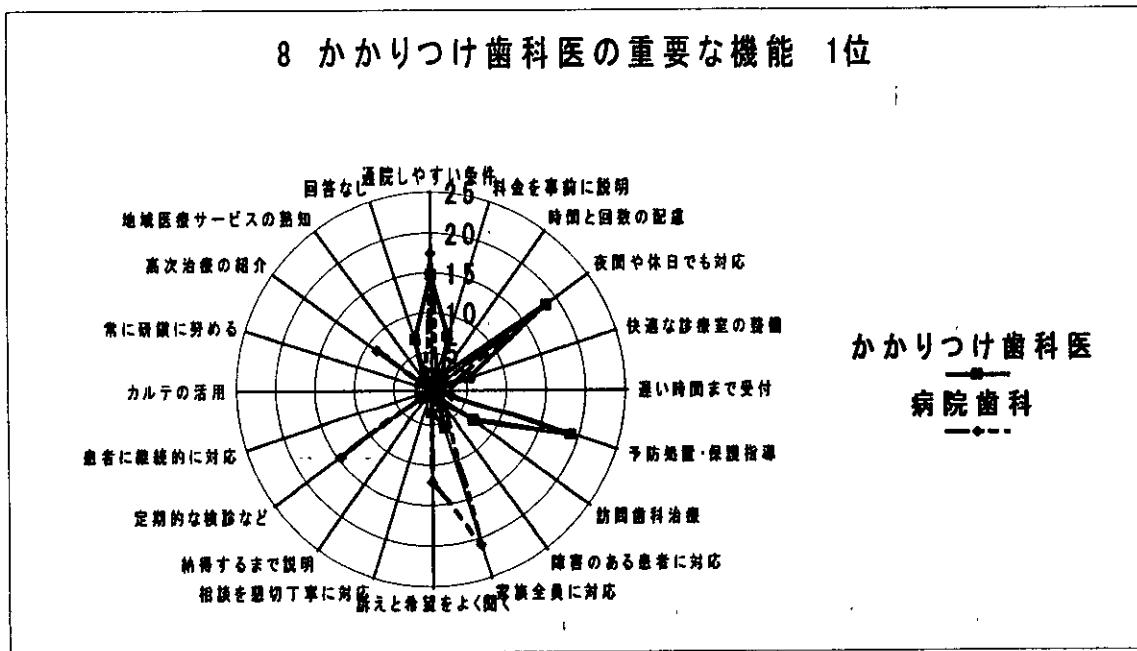 8 かかりつけ歯科医の重要な機能 1位
通院しやすい条件
料金を事前に説明
時間と回数の配慮
夜間や休日でも対応
快適な診療室の整備
遅い時間まで受付
予防処置・保護指導
訪問歯科治療
障害のある患者に対応
家族全員に対応
訴えと希望をよく聞く
相談を懇切丁寧に対応
納得するまで説明
定期的な検診など
患者に継続的に対応
カルテの活用
常に研鑽に努める
高次治療の紹介
地域医療サービスの熟知
回答なし
25
20
15
10
5
かかりつけ歯科医
病院歯科